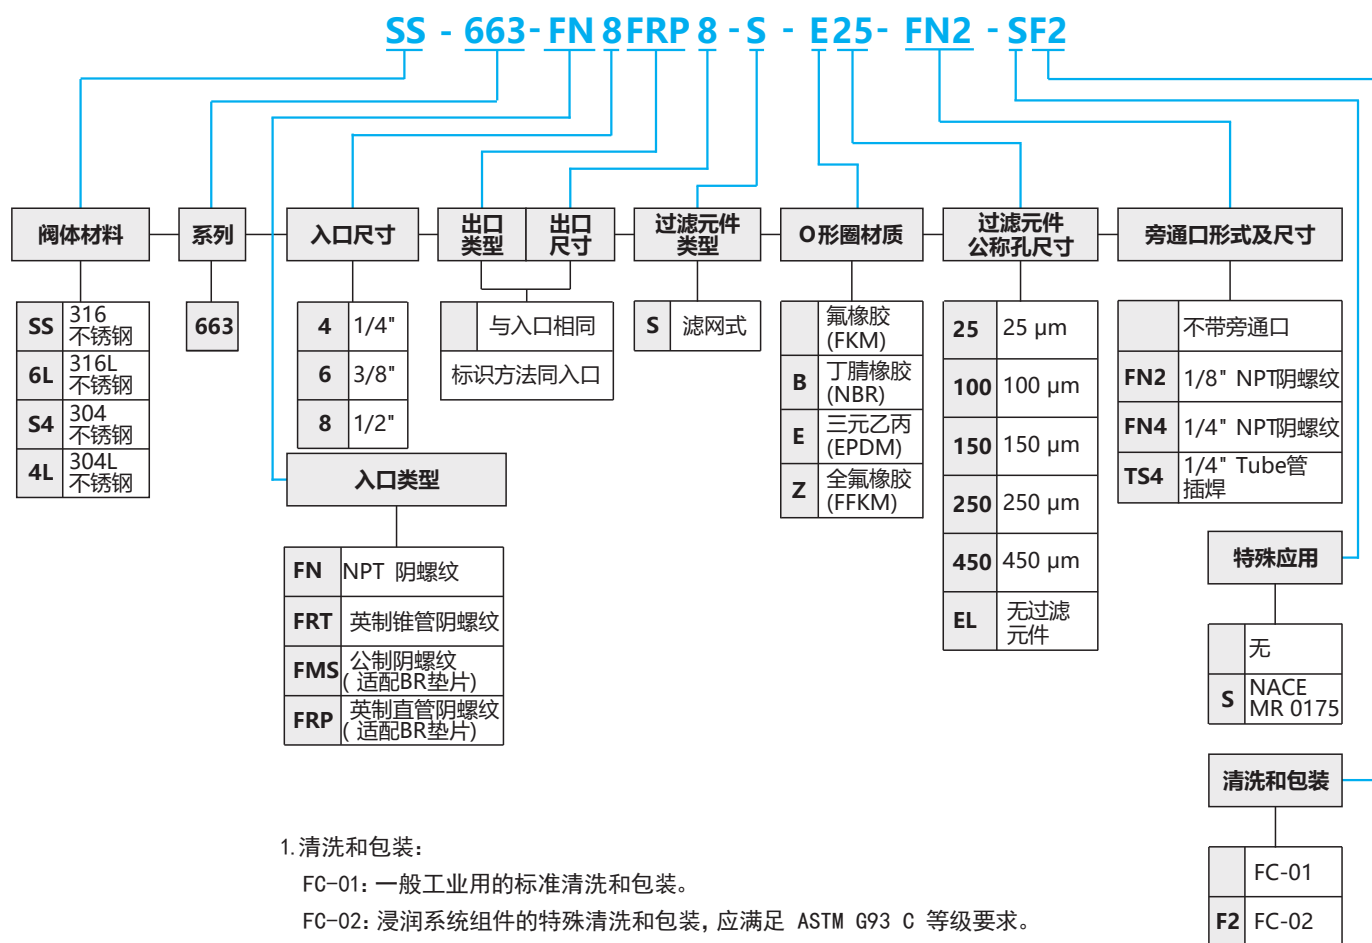 SS - 663-FN 8 FRP 8 -S - E25- FN2 - SF2
阀体材料
系列
入口尺寸
出口
类型
出口
尺寸
过滤元件
类型
O形圈材质
过滤元件
公称孔尺寸
旁通口形式及尺寸
SS 316
不锈钢
6L 316L
不锈钢
S4 304
不锈钢
4L 304L
不锈钢
663
4 1/4"
6 3/8"
8 1/2"
与入口相同
标识方法同入口
S 滤网式
氟橡胶
(FKM)
B 丁腈橡胶
(NBR)
E 三元乙丙
(EPDM)
Z 全氟橡胶
(FFKM)
25 25 μm
100 100 μm
150 150 μm
250 250 μm
450 450 μm
EL 无过滤
元件
不带旁通口
FN2 1/8" NPT阴螺纹
FN4 1/4" NPT阴螺纹
TS4 1/4" Tube管
插焊
入口类型
FN NPT 阴螺纹
FRT 英制锥管阴螺纹
FMS 公制阴螺纹
( 适配BR垫片)
FRP 英制直管阴螺纹
( 适配BR垫片)
特殊应用
无
S NACE
MR 0175
清洗和包装
FC-01
F2 FC-02
1.清洗和包装:
FC-01: 一般工业用的标准清洗和包装。
FC-02: 浸润系统组件的特殊清洗和包装, 应满足 ASTM G93 C 等级要求。